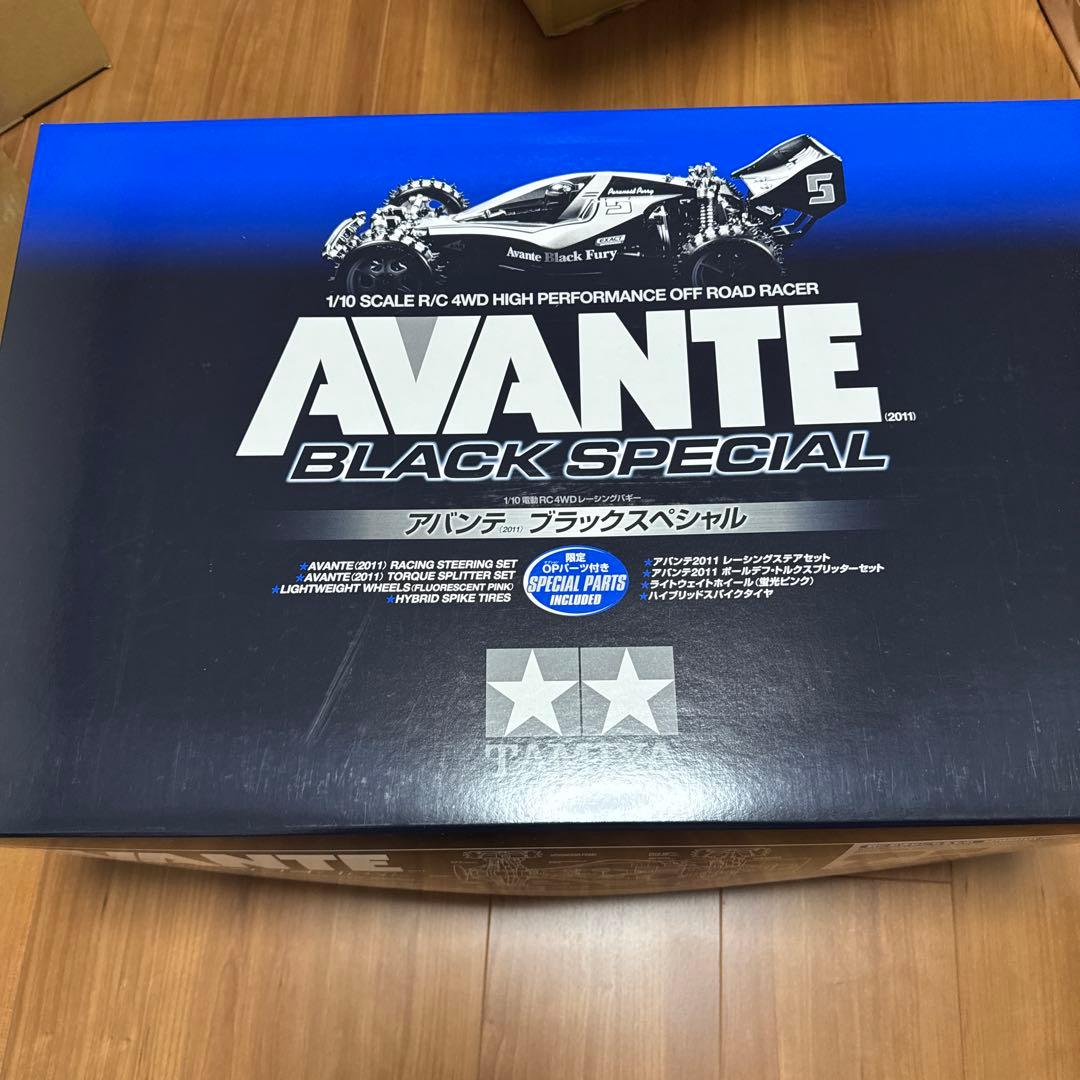 Paranoid Perry
5
5
EXACT
Avante Black Fury
1/10 SCALE R/C 4WD HIGH PERFORMANCE OFF ROAD RACER
AVANTE
(2011)
BLACK SPECIAL
1/10 電動RC 4WDレーシングバギー
アバンテ(2011) ブラックスペシャル
★AVANTE(2011) RACING STEERING SET
★AVANTE(2011) TORQUE SPLITTER SET
★LIGHTWEIGHT WHEELS(FLUORESCENT PINK)
★HYBRID SPIKE TIRES
限定
OPパーツ付き
SPECIAL PARTS
INCLUDED
★アバンテ2011 レーシングステアセット
★アバンテ2011 ボールデフ・トルクスプリッターセット
★ライトウェイトホイール(蛍光ピンク)
★ハイブリッドスパイクタイヤ
TAMIYA
AVANTE